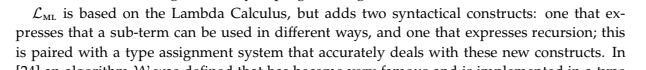 ℒML is based on the Lambda Calculus, but adds two syntactical constructs: one that ex-
presses that a sub-term can be used in different ways, and one that expresses recursion; this
is paired with a type assignment system that accurately deals with these new constructs. In